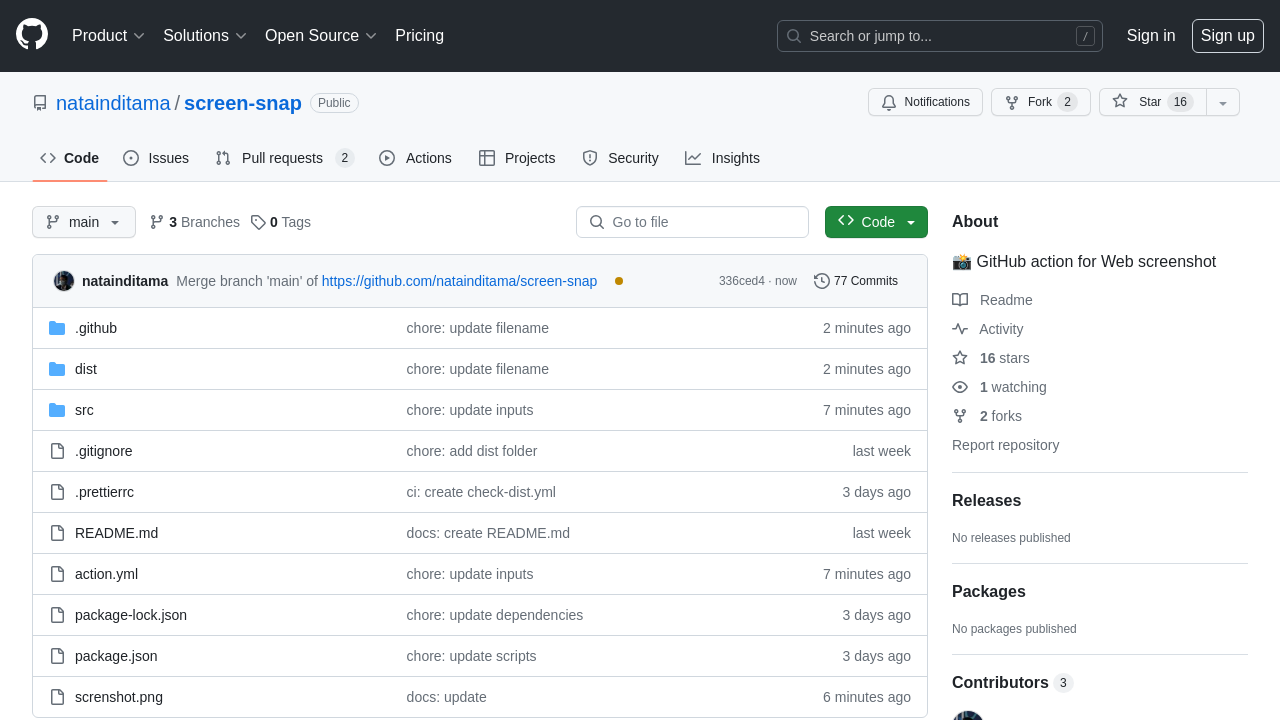 Product Solutions Open Source Pricing Search or jump to... / Sign in Sign up
natainditama / screen-snap Public Notifications Fork 2 Star 16
Code Issues Pull requests 2 Actions Projects Security Insights
main 3 Branches 0 Tags Go to file Code
natainditama Merge branch 'main' of https://github.com/natainditama/screen-snap 336ced4 · now 77 Commits
.github chore: update filename 2 minutes ago
dist chore: update filename 2 minutes ago
src chore: update inputs 7 minutes ago
.gitignore chore: add dist folder last week
.prettierrc ci: create check-dist.yml 3 days ago
README.md docs: create README.md last week
action.yml chore: update inputs 7 minutes ago
package-lock.json chore: update dependencies 3 days ago
package.json chore: update scripts 3 days ago
screnshot.png docs: update 6 minutes ago
About
📸 GitHub action for Web screenshot
Readme
Activity
16 stars
1 watching
2 forks
Report repository
Releases
No releases published
Packages
No packages published
Contributors 3